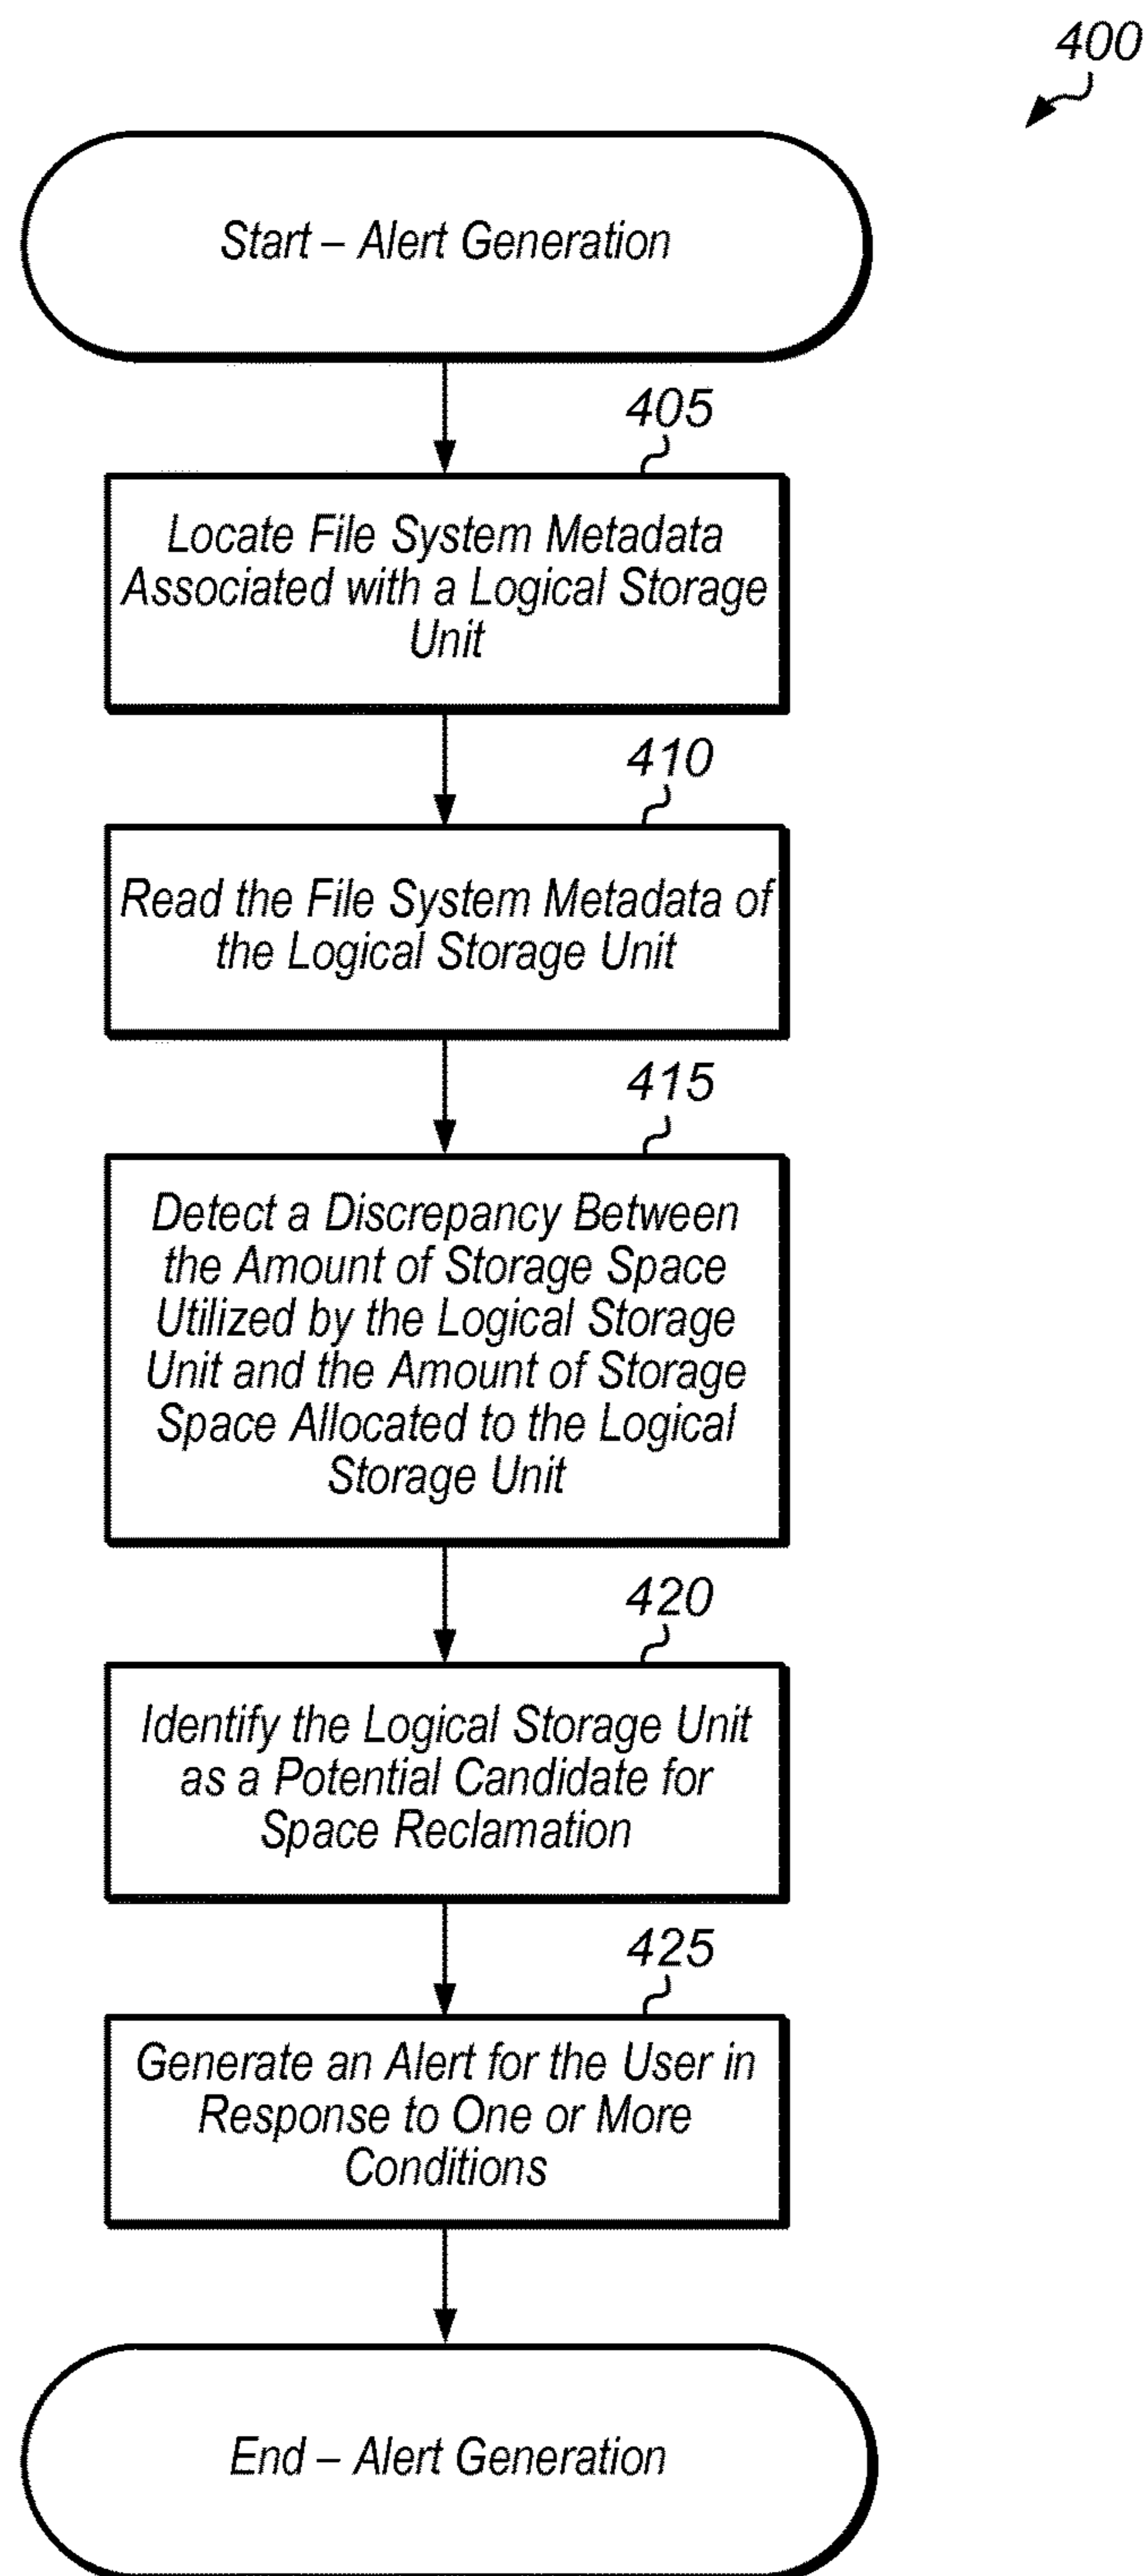 400
Start – Alert Generation
405
Locate File System Metadata
Associated with a Logical Storage
Unit
410
Read the File System Metadata of
the Logical Storage Unit
415
Detect a Discrepancy Between
the Amount of Storage Space
Utilized by the Logical Storage
Unit and the Amount of Storage
Space Allocated to the Logical
Storage Unit
420
Identify the Logical Storage Unit
as a Potential Candidate for
Space Reclamation
425
Generate an Alert for the User in
Response to One or More
Conditions
End – Alert Generation